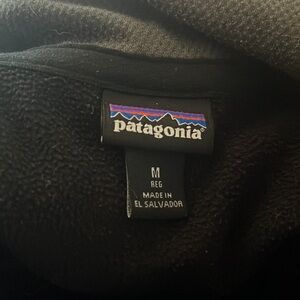 patagonia®
M
REG
MADE IN
EL SALVADOR